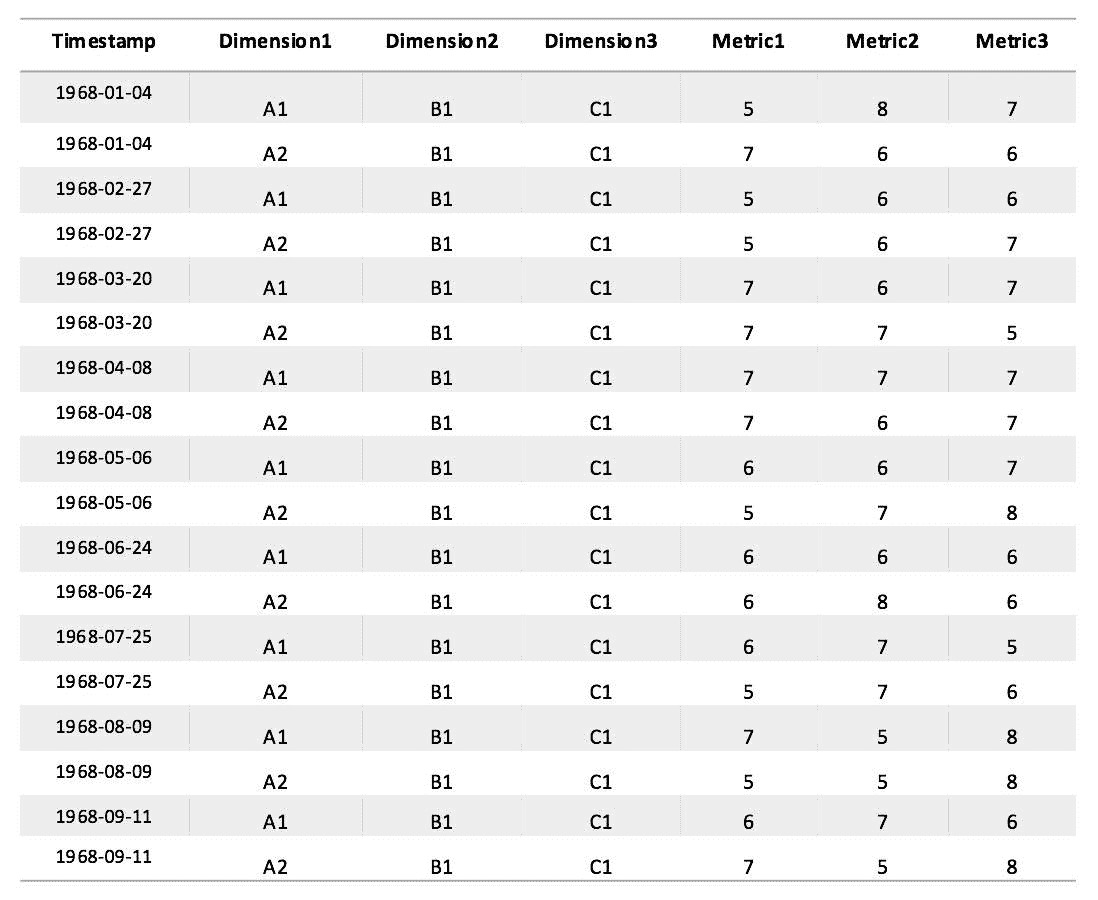 Timestamp Dimension1 Dimension2 Dimension3 Metric1 Metric2 Metric3
1968-01-04 A1 B1 C1 5 8 7
1968-01-04 A2 B1 C1 7 6 6
1968-02-27 A1 B1 C1 5 6 6
1968-02-27 A2 B1 C1 5 6 7
1968-03-20 A1 B1 C1 7 6 7
1968-03-20 A2 B1 C1 7 7 5
1968-04-08 A1 B1 C1 7 7 7
1968-04-08 A2 B1 C1 7 6 7
1968-05-06 A1 B1 C1 6 6 7
1968-05-06 A2 B1 C1 5 7 8
1968-06-24 A1 B1 C1 6 6 6
1968-06-24 A2 B1 C1 6 8 6
1968-07-25 A1 B1 C1 6 7 5
1968-07-25 A2 B1 C1 5 7 6
1968-08-09 A1 B1 C1 7 5 8
1968-08-09 A2 B1 C1 5 5 8
1968-09-11 A1 B1 C1 6 7 6
1968-09-11 A2 B1 C1 7 5 8